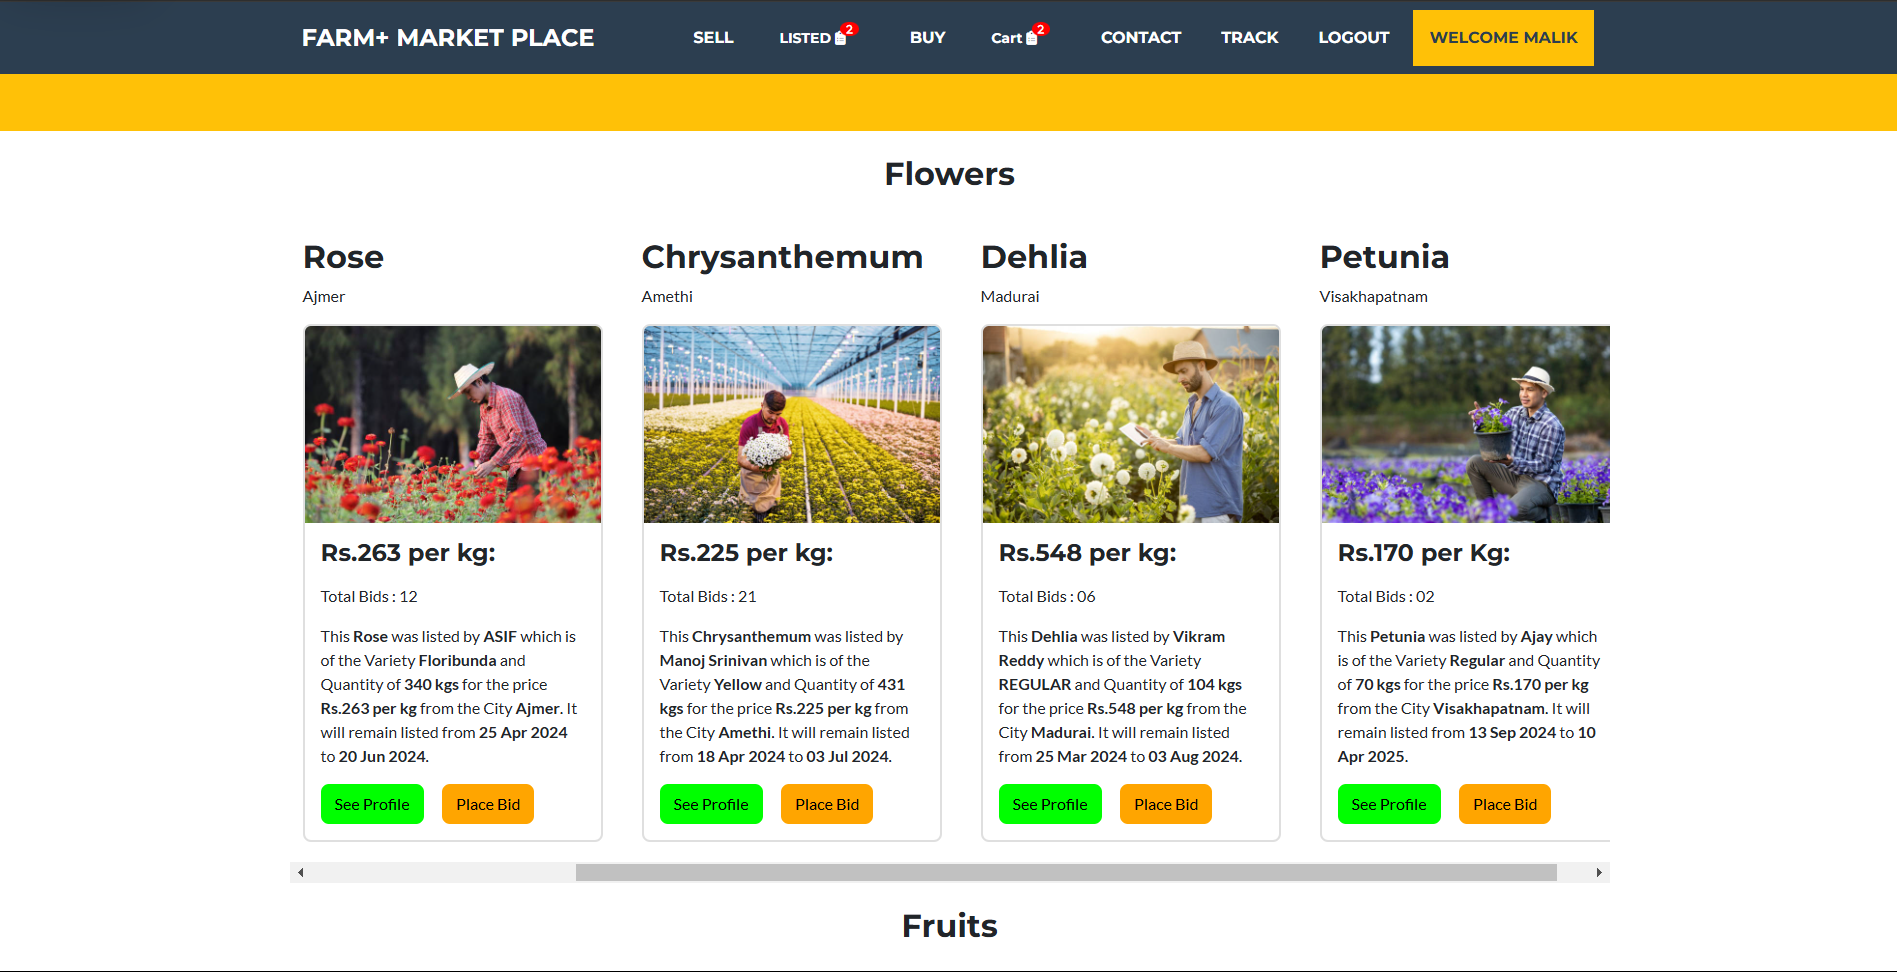 FARM+ MARKET PLACE SELL LISTED 2 BUY Cart 2 CONTACT TRACK LOGOUT WELCOME MALIK
Flowers
Rose
Ajmer
Rs.263 per kg:
Total Bids : 12
This Rose was listed by ASIF which is
of the Variety Floribunda and
Quantity of 340 kgs for the price
Rs.263 per kg from the City Ajmer. It
will remain listed from 25 Apr 2024
to 20 Jun 2024.
See Profile Place Bid
Chrysanthemum
Amethi
Rs.225 per kg:
Total Bids : 21
This Chrysanthemum was listed by
Manoj Srinivan which is of the
Variety Yellow and Quantity of 431
kgs for the price Rs.225 per kg from
the City Amethi. It will remain listed
from 18 Apr 2024 to 03 Jul 2024.
See Profile Place Bid
Dehlia
Madurai
Rs.548 per kg:
Total Bids : 06
This Dehlia was listed by Vikram
Reddy which is of the Variety
REGULAR and Quantity of 104 kgs
for the price Rs.548 per kg from the
City Madurai. It will remain listed
from 25 Mar 2024 to 03 Aug 2024.
See Profile Place Bid
Petunia
Visakhapatnam
Rs.170 per Kg:
Total Bids : 02
This Petunia was listed by Ajay which
is of the Variety Regular and Quantity
of 70 kgs for the price Rs.170 per kg
from the City Visakhapatnam. It will
remain listed from 13 Sep 2024 to 10
Apr 2025.
See Profile Place Bid
Fruits